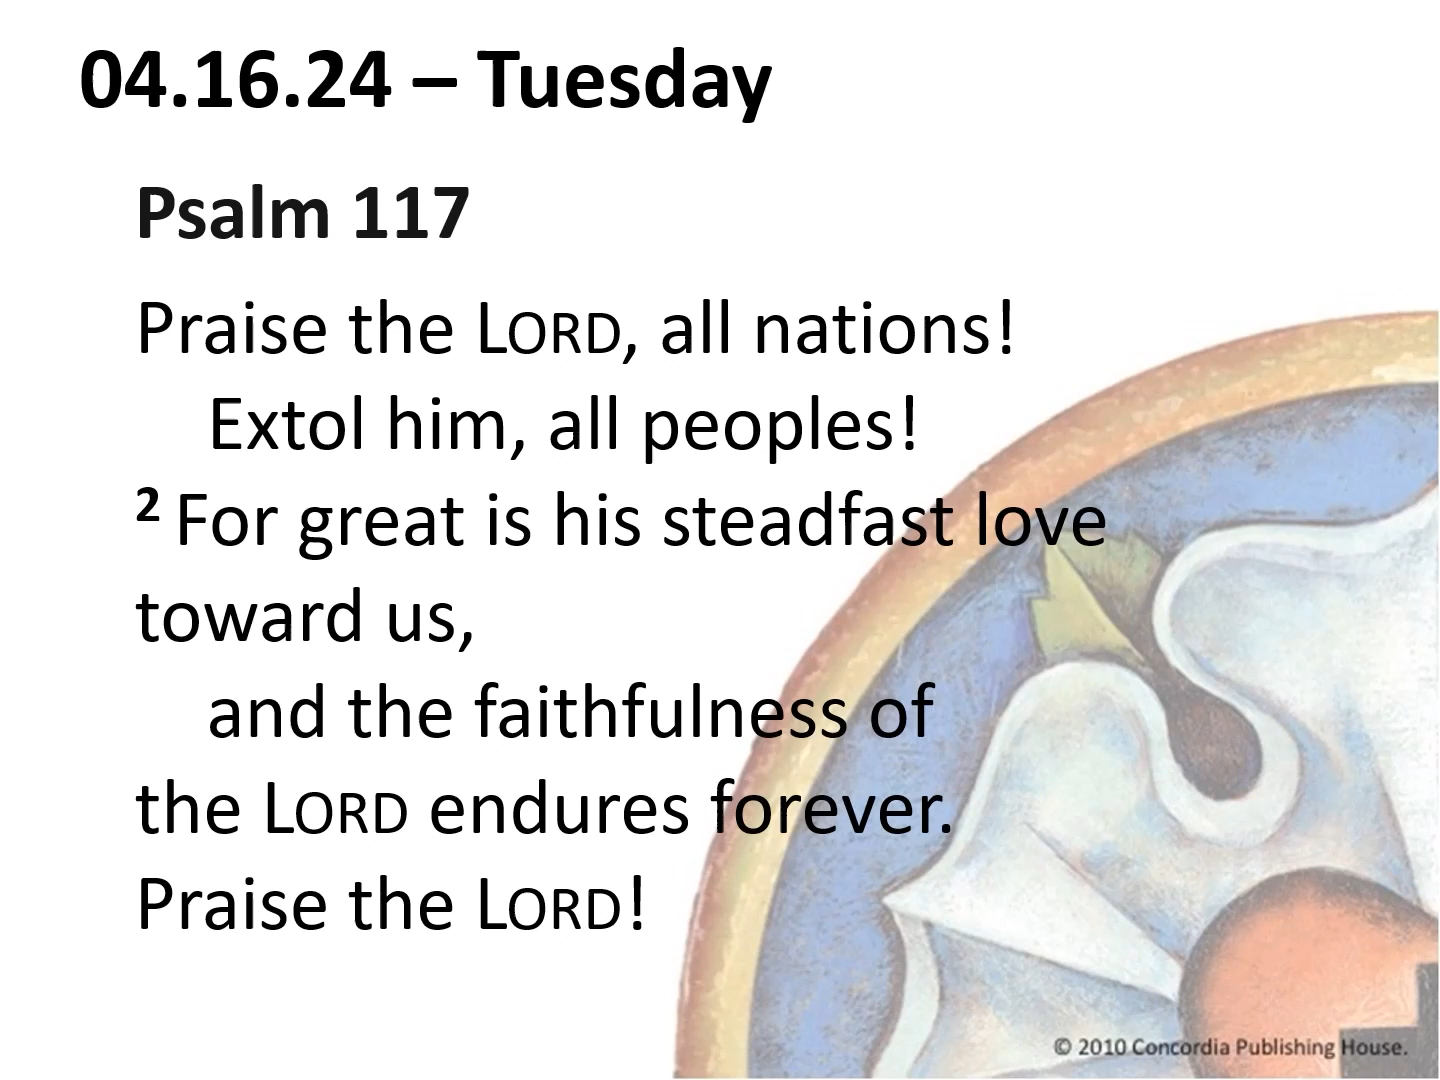 04.16.24 – Tuesday
Psalm 117
Praise the LORD, all nations!
Extol him, all peoples!
2 For great is his steadfast love
toward us,
and the faithfulness of
the LORD endures forever.
Praise the LORD!
© 2010 Concordia Publishing House.